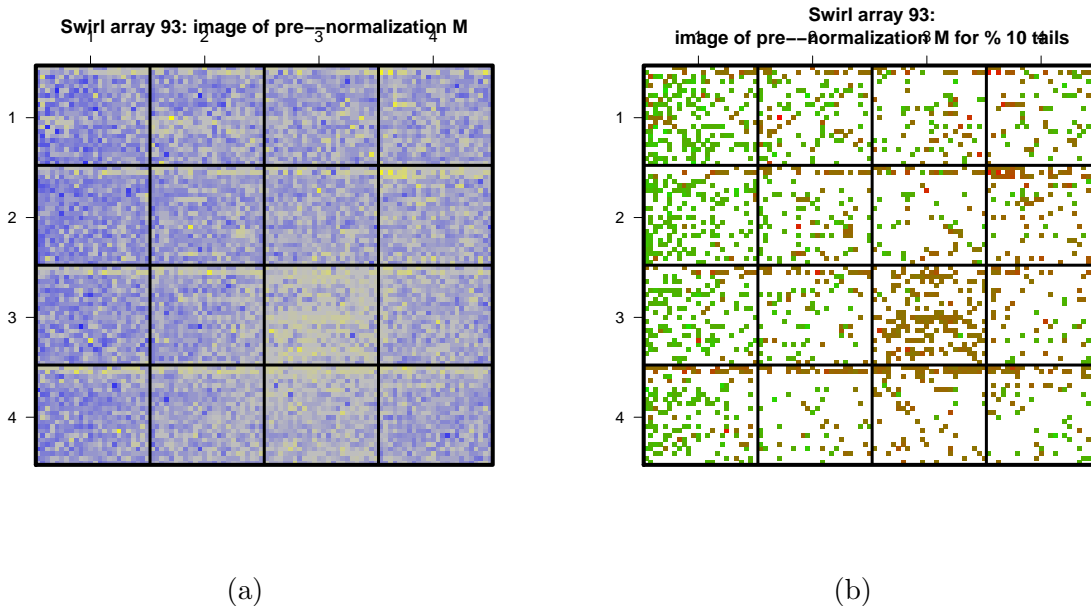 Swirl array 93: image of pre−−normalization M
1 2 3 4
1
2
3
4
(a)
Swirl array 93:
image of pre−−normalization M for % 10 tails
1 2 3 4
1
2
3
4
(b)